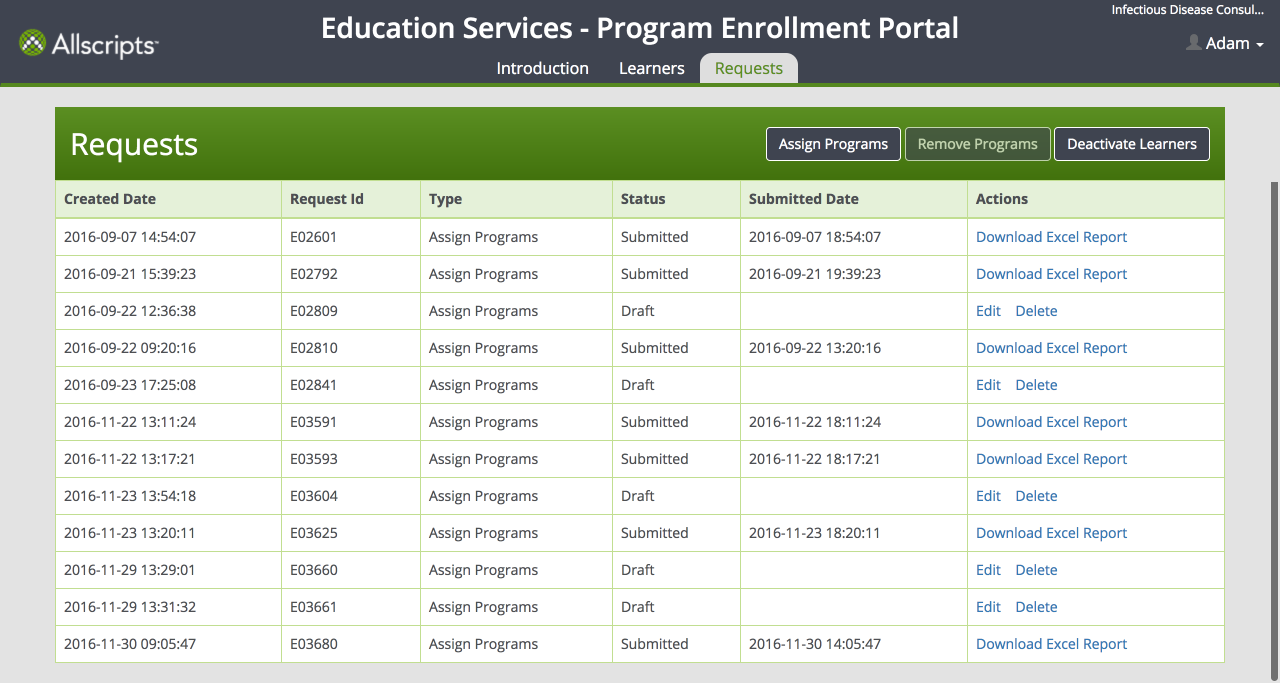 Infectious Disease Consul...
Education Services - Program Enrollment Portal
Allscripts™
Adam
Introduction Learners Requests
Requests Assign Programs Remove Programs Deactivate Learners
Created Date Request Id Type Status Submitted Date Actions
2016-09-07 14:54:07 E02601 Assign Programs Submitted 2016-09-07 18:54:07 Download Excel Report
2016-09-21 15:39:23 E02792 Assign Programs Submitted 2016-09-21 19:39:23 Download Excel Report
2016-09-22 12:36:38 E02809 Assign Programs Draft Edit Delete
2016-09-22 09:20:16 E02810 Assign Programs Submitted 2016-09-22 13:20:16 Download Excel Report
2016-09-23 17:25:08 E02841 Assign Programs Draft Edit Delete
2016-11-22 13:11:24 E03591 Assign Programs Submitted 2016-11-22 18:11:24 Download Excel Report
2016-11-22 13:17:21 E03593 Assign Programs Submitted 2016-11-22 18:17:21 Download Excel Report
2016-11-23 13:54:18 E03604 Assign Programs Draft Edit Delete
2016-11-23 13:20:11 E03625 Assign Programs Submitted 2016-11-23 18:20:11 Download Excel Report
2016-11-29 13:29:01 E03660 Assign Programs Draft Edit Delete
2016-11-29 13:31:32 E03661 Assign Programs Draft Edit Delete
2016-11-30 09:05:47 E03680 Assign Programs Submitted 2016-11-30 14:05:47 Download Excel Report